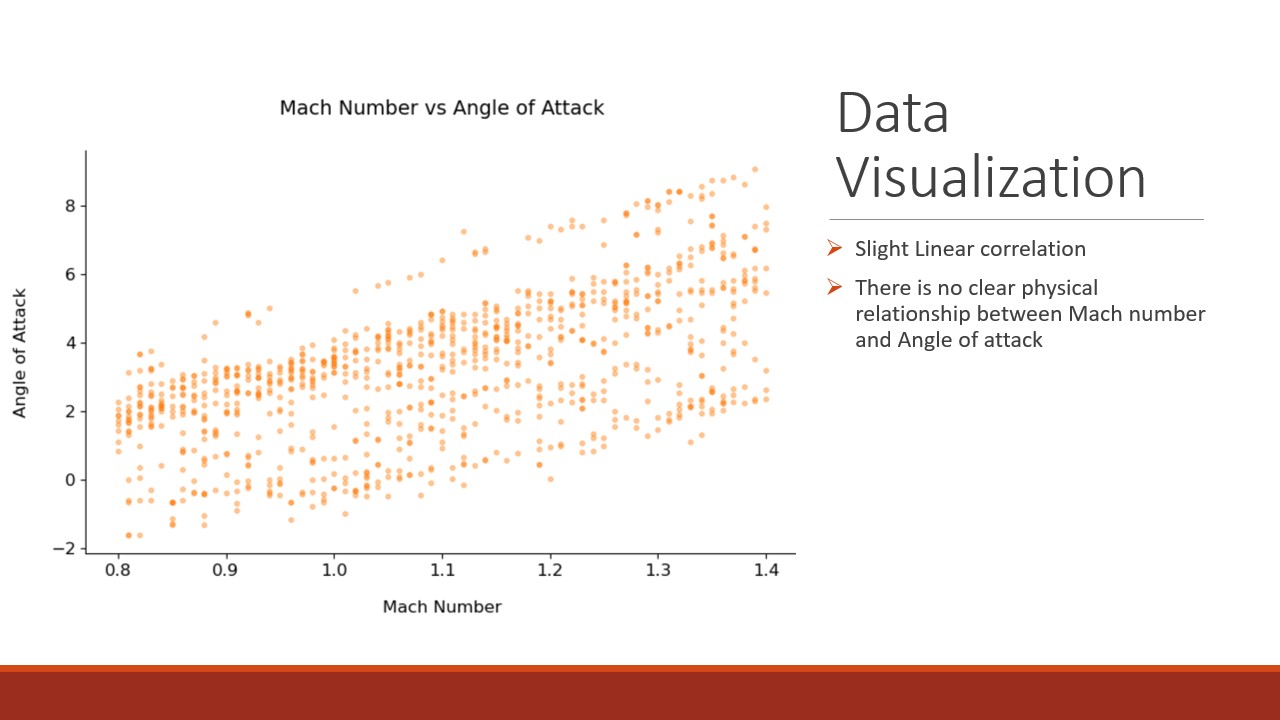 Mach Number vs Angle of Attack
8
6
4
2
0
−2
Angle of Attack
0.8 0.9 1.0 1.1 1.2 1.3 1.4
Mach Number
Data
Visualization
Slight Linear correlation
There is no clear physical
relationship between Mach number
and Angle of attack